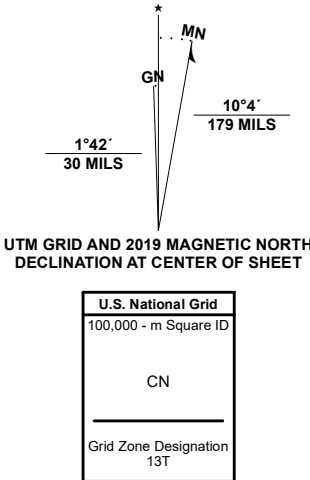 ★
MN
GN
10°4´
179 MILS
1°42´
30 MILS
UTM GRID AND 2019 MAGNETIC NORTH
DECLINATION AT CENTER OF SHEET
U.S. National Grid
100,000 - m Square ID
CN
Grid Zone Designation
13T